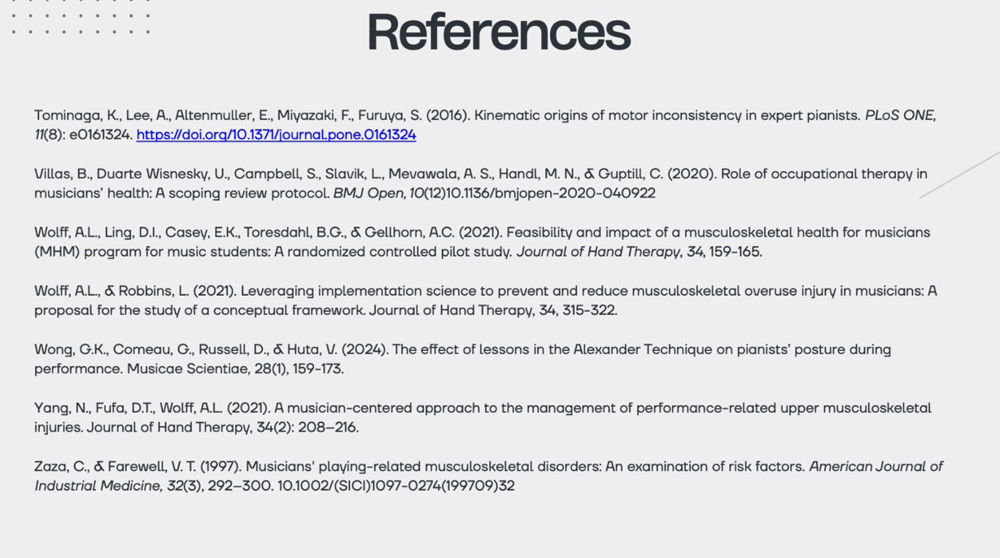 References
Tominaga, K., Lee, A., Altenmuller, E., Miyazaki, F., Furuya, S. (2016). Kinematic origins of motor inconsistency in expert pianists. PLoS ONE,
11(8): e0161324. https://doi.org/10.1371/journal.pone.0161324
Villas, B., Duarte Wisnesky, U., Campbell, S., Slavik, L., Mevawala, A. S., Handl, M. N., & Guptill, C. (2020). Role of occupational therapy in
musicians’ health: A scoping review protocol. BMJ Open, 10(12)10.1136/bmjopen-2020-040922
Wolff, A.L., Ling, D.I., Casey, E.K., Toresdahl, B.G., & Gellhorn, A.C. (2021). Feasibility and impact of a musculoskeletal health for musicians
(MHM) program for music students: A randomized controlled pilot study. Journal of Hand Therapy, 34, 159-165.
Wolff, A.L., & Robbins, L. (2021). Leveraging implementation science to prevent and reduce musculoskeletal overuse injury in musicians: A
proposal for the study of a conceptual framework. Journal of Hand Therapy, 34, 315-322.
Wong, G.K., Comeau, G., Russell, D., & Huta, V. (2024). The effect of lessons in the Alexander Technique on pianists’ posture during
performance. Musicae Scientiae, 28(1), 159-173.
Yang, N., Fufa, D.T., Wolff, A.L. (2021). A musician-centered approach to the management of performance-related upper musculoskeletal
injuries. Journal of Hand Therapy, 34(2): 208–216.
Zaza, C., & Farewell, V. T. (1997). Musicians' playing-related musculoskeletal disorders: An examination of risk factors. American Journal of
Industrial Medicine, 32(3), 292–300. 10.1002/(SICI)1097-0274(199709)32